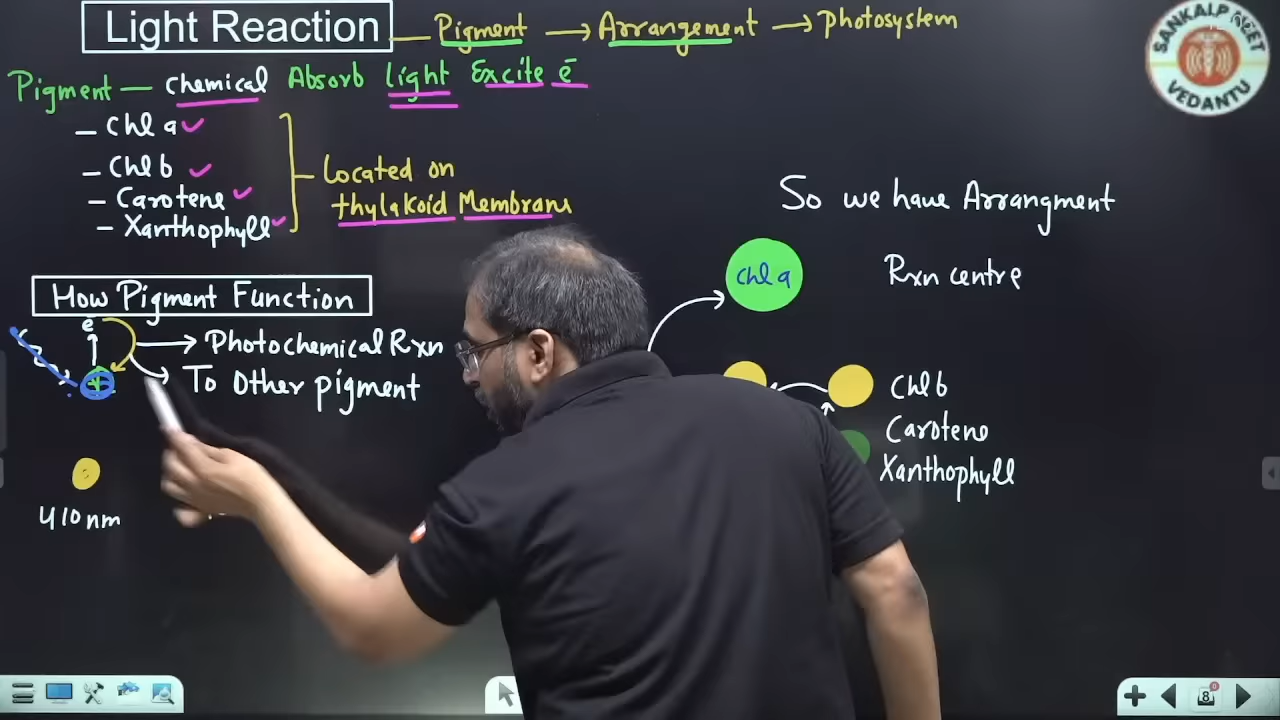 Light Reaction — Pigment → Arrangement → Photosystem
SANKALP NEET
VEDANTU
Pigment — Chemical Absorb light Excite e⁻
- Chl a ✓
- Chl b ✓
- Carotene ✓
- Xanthophyll ✓
Located on
thylakoid Membrane
So we have Arrangment
How Pigment Function
e⁻
→ Photochemical Rxn
→ To Other pigment
+
410 nm
Chl a
Rxn centre
Chl b
Carotene
Xanthophyll
8